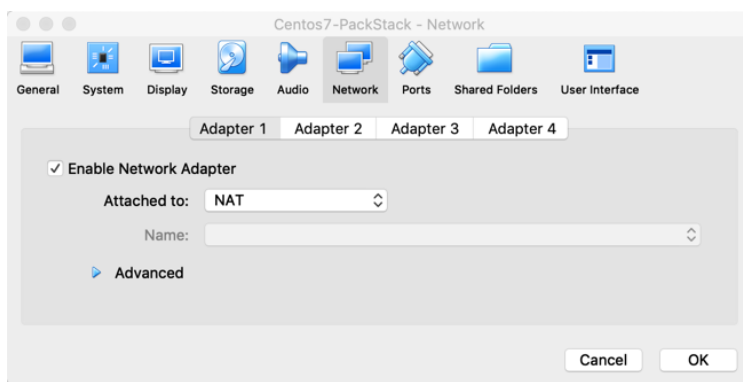 Centos7-PackStack - Network
General System Display Storage Audio Network Ports Shared Folders User Interface
Adapter 1 Adapter 2 Adapter 3 Adapter 4
Enable Network Adapter
Attached to: NAT
Name:
Advanced
Cancel OK